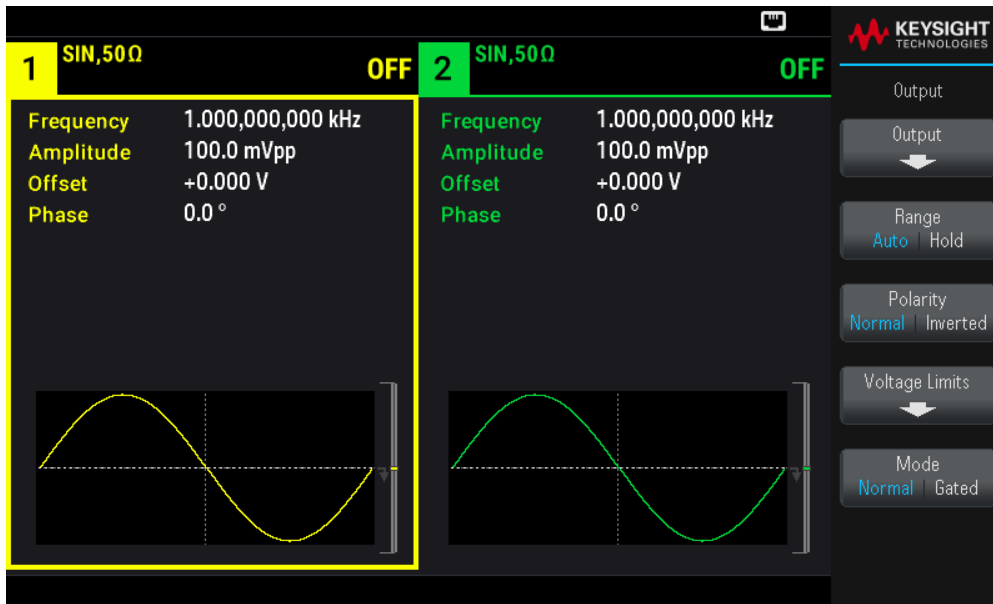 KEYSIGHT
TECHNOLOGIES
1 SIN,50Ω OFF
2 SIN,50Ω OFF
Frequency 1.000,000,000 kHz
Amplitude 100.0 mVpp
Offset +0.000 V
Phase 0.0 °
Frequency 1.000,000,000 kHz
Amplitude 100.0 mVpp
Offset +0.000 V
Phase 0.0 °
Output
Output
Range
Auto | Hold
Polarity
Normal | Inverted
Voltage Limits
Mode
Normal | Gated